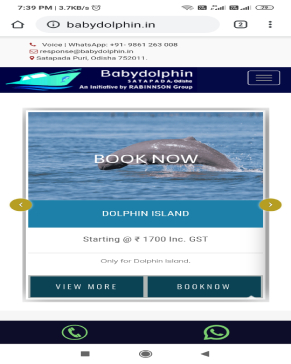 7:39 PM | 3.7KB/s
28
babydolphin.in
2
Voice | WhatsApp: +91- 9861 263 008
response@babydolphin.in
Satapada Puri, Odisha 752011.
Babydolphin
SATAPADA, Odisha
An Initiative by RABINNSON Group
BOOK NOW
DOLPHIN ISLAND
Starting @ ₹ 1700 Inc. GST
Only for Dolphin Island.
VIEW MORE
BOOKNOW